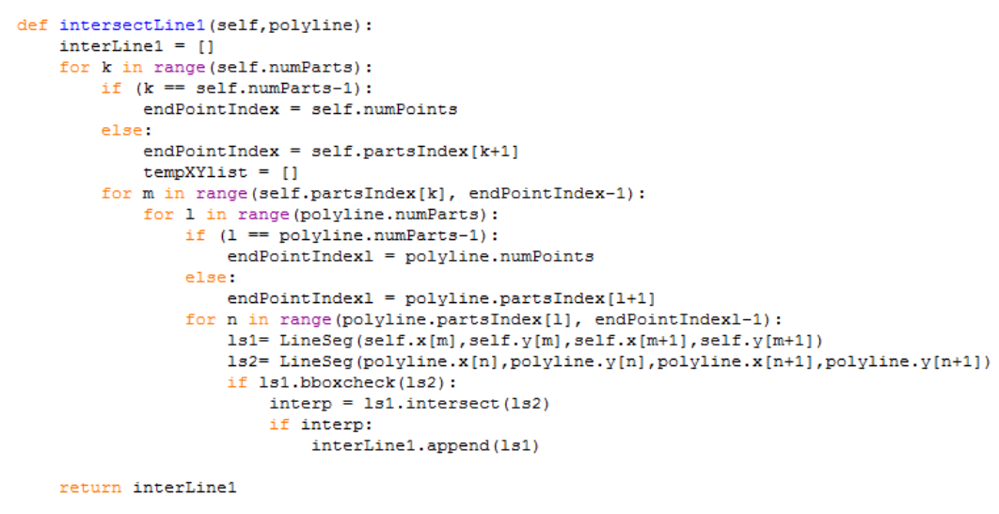 def intersectLine1(self,polyline):
    interLine1 = []
    for k in range(self.numParts):
        if (k == self.numParts-1):
            endPointIndex = self.numPoints
        else:
            endPointIndex = self.partsIndex[k+1]
            tempXYlist = []
        for m in range(self.partsIndex[k], endPointIndex-1):
            for l in range(polyline.numParts):
                if (l == polyline.numParts-1):
                    endPointIndexl = polyline.numPoints
                else:
                    endPointIndexl = polyline.partsIndex[l+1]
                for n in range(polyline.partsIndex[l], endPointIndexl-1):
                    ls1= LineSeg(self.x[m],self.y[m],self.x[m+1],self.y[m+1])
                    ls2= LineSeg(polyline.x[n],polyline.y[n],polyline.x[n+1],polyline.y[n+1])
                    if ls1.bboxcheck(ls2):
                        interp = ls1.intersect(ls2)
                        if interp:
                            interLine1.append(ls1)
    return interLine1